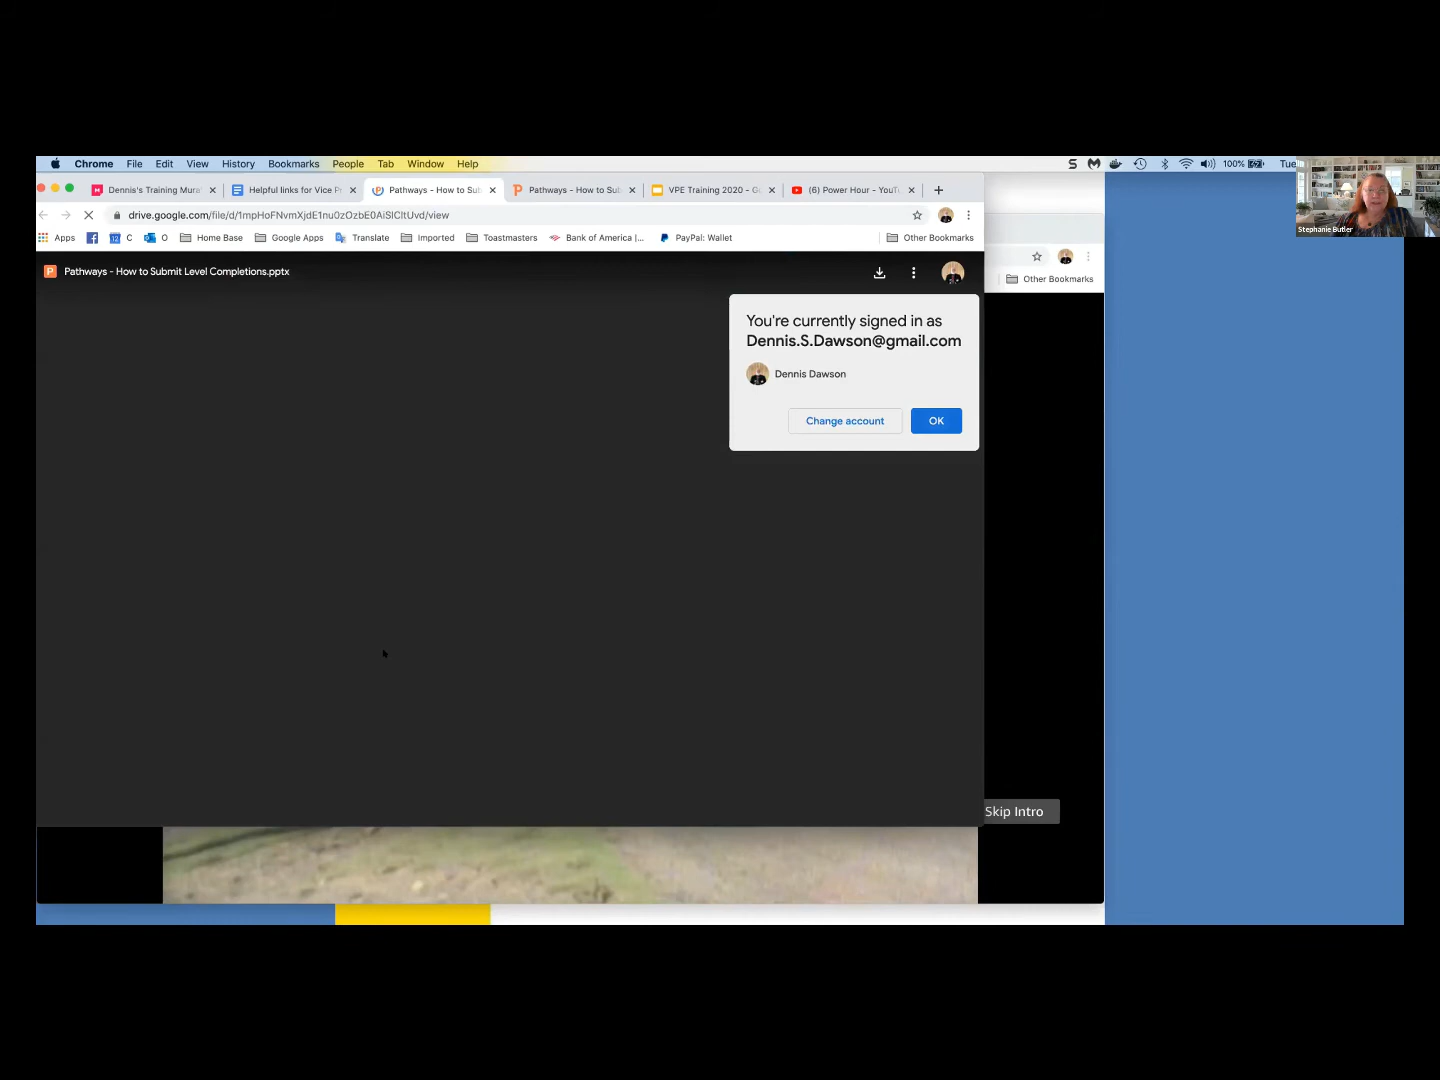 Chrome File Edit View History Bookmarks People Tab Window Help 100% Tue
Dennis's Training Mura Helpful links for Vice Pr Pathways - How to Sub Pathways - How to Sub VPE Training 2020 - Go (6) Power Hour - YouTu
drive.google.com/file/d/1mpHoFNvmXjdE1nu0zOzbE0AiSlCltUvd/view
Apps C O Home Base Google Apps Translate Imported Toastmasters Bank of America |... PayPal: Wallet Other Bookmarks
Other Bookmarks
Stephanie Butler
Pathways - How to Submit Level Completions.pptx
You're currently signed in as
Dennis.S.Dawson@gmail.com
Dennis Dawson
Change account OK
Skip Intro